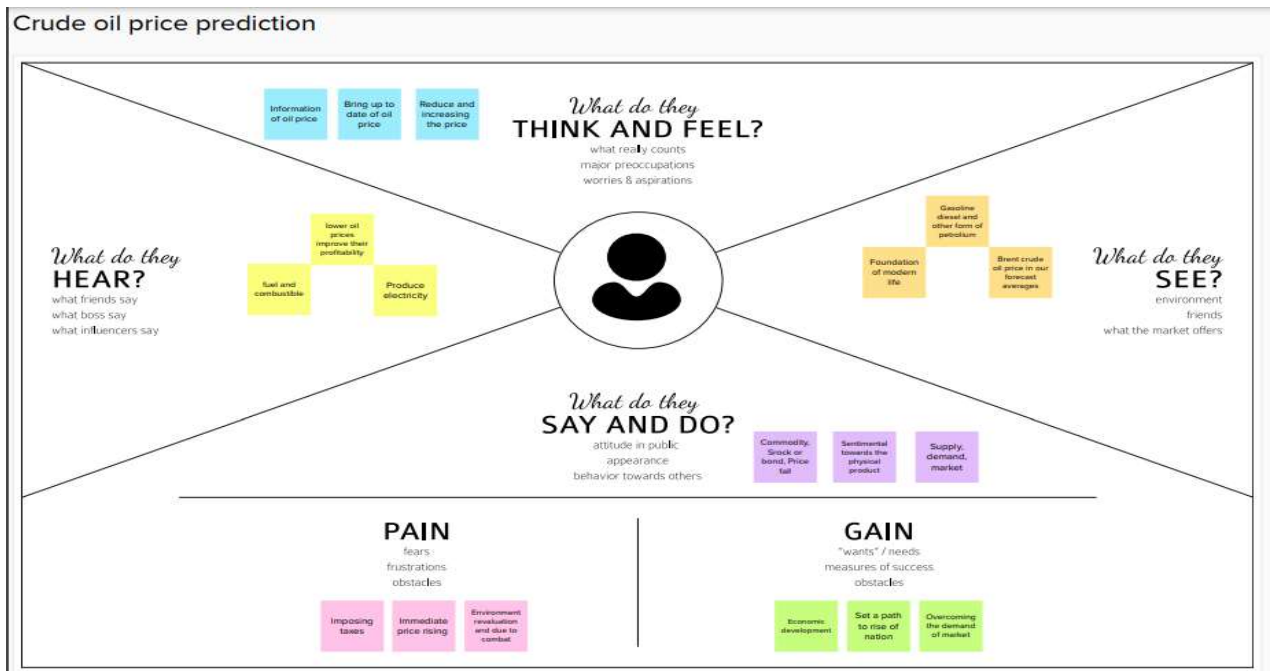 Crude oil price prediction
Information
of oil price
Bring up to
date of oil
price
Reduce and
increasing
the price
What do they
THINK AND FEEL?
what really counts
major preoccupations
worries & aspirations
What do they
HEAR?
what friends say
what boss say
what influencers say
lower oil
prices
improve their
profitability
fuel and
combustible
Produce
electricity
Gasoline
diesel and
other form of
petrolium
Foundation
of modern
life
Brent crude
oil price in our
forecast
averages
What do they
SEE?
environment
friends
what the market offers
What do they
SAY AND DO?
attitude in public
appearance
behavior towards others
Commodity,
Srock or
bond, Price
fall
Sentimental
towards the
physical
product
Supply,
demand,
market
PAIN
fears
frustrations
obstacles
Imposing
taxes
Immediate
price rising
Environment
revaluation
and due to
combat
GAIN
"wants" / needs
measures of success
obstacles
Economic
development
Set a path
to rise of
nation
Overcoming
the demand
of market